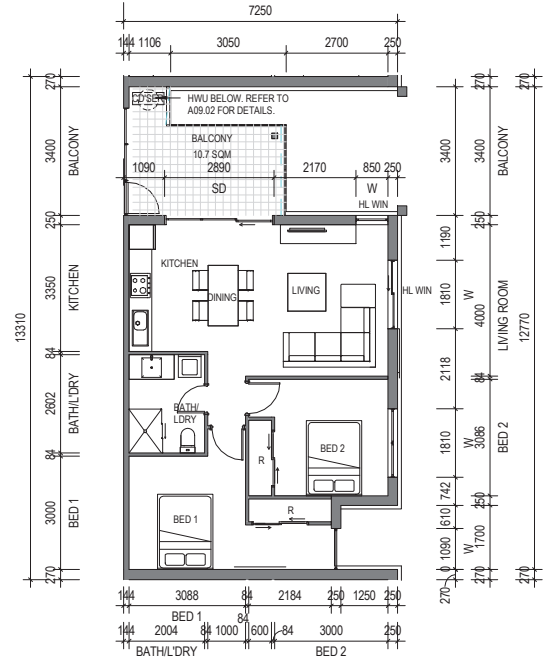 7250
144 1106 3050 2700 250
HWU BELOW. REFER TO
A09.02 FOR DETAILS.
BALCONY
10.7 SQM
1090 2890 2170 850 250
SD W
HL WIN
KITCHEN
DINING
LIVING
HL WIN
BATH/
LDRY
BED 2
R
R
BED 1
13310
270
3400
BALCONY
250
3350
KITCHEN
84
2602
BATH/L'DRY
84
3000
BED 1
270
3400
250
1190
1810
W
2118
1810
W
742
610
1090
W
0
270
270
3400
BALCONY
250
4000
LIVING ROOM
84
3086
BED 2
250
1700
270
12770
144 3088 84 2184 250 1250 250
BED 1
84
144 2004 84 1000 600 84 3000 250
BATH/L'DRY BED 2